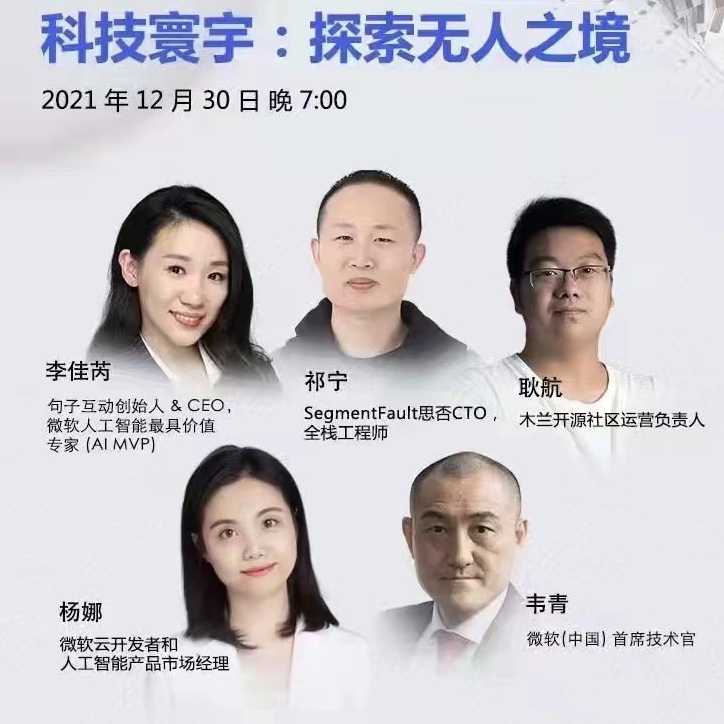 科技寰宇：探索无人之境
2021 年 12 月 30 日 晚 7:00
李佳芮
句子互动创始人 & CEO，
微软人工智能最具价值
专家 (AI MVP)
祁宁
SegmentFault思否CTO，
全栈工程师
耿航
木兰开源社区运营负责人
杨娜
微软云开发者和
人工智能产品市场经理
韦青
微软(中国) 首席技术官